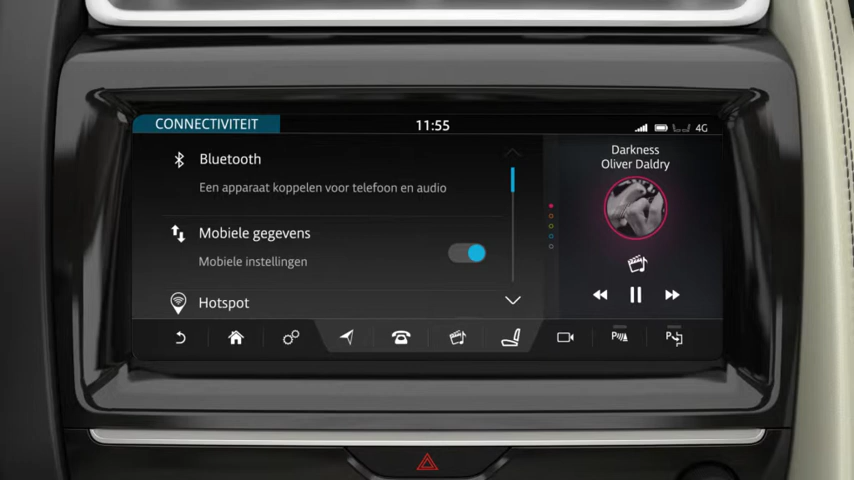 CONNECTIVITEIT
11:55
4G
Bluetooth
Een apparaat koppelen voor telefoon en audio
Mobiele gegevens
Mobiele instellingen
Hotspot
Darkness
Oliver Daldry
P
P